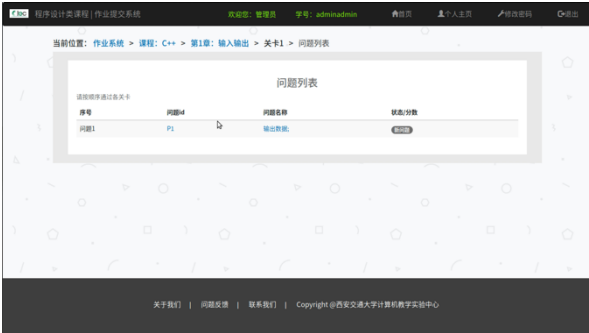 CTEC 程序设计类课程 | 作业提交系统 欢迎您：管理员 学号：adminadmin 首页 个人主页 修改密码 退出
当前位置： 作业系统 > 课程：C++ > 第1章：输入输出 > 关卡1 > 问题列表
问题列表
请按顺序通过各关卡
序号 问题id 问题名称 状态/分数
问题1 P1 输出数据; 新问题
关于我们 | 问题反馈 | 联系我们 | Copyright @西安交通大学计算机教学实验中心